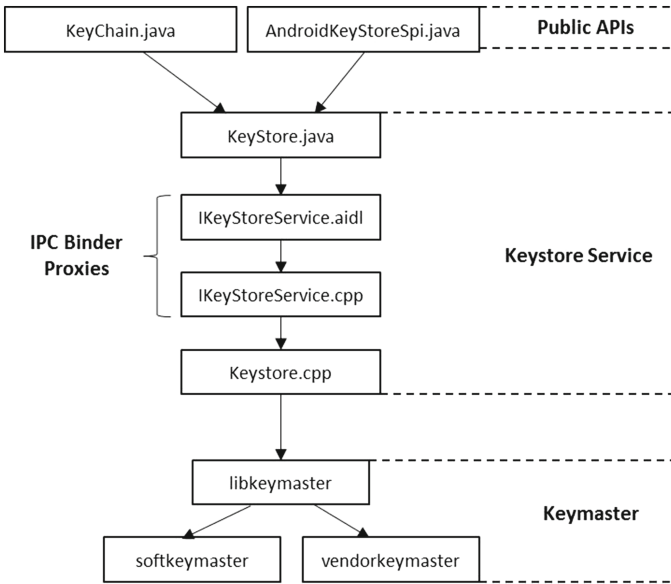 KeyChain.java
AndroidKeyStoreSpi.java
Public APIs
KeyStore.java
IKeyStoreService.aidl
IPC Binder
Proxies
Keystore Service
IKeyStoreService.cpp
Keystore.cpp
libkeymaster
Keymaster
softkeymaster
vendorkeymaster